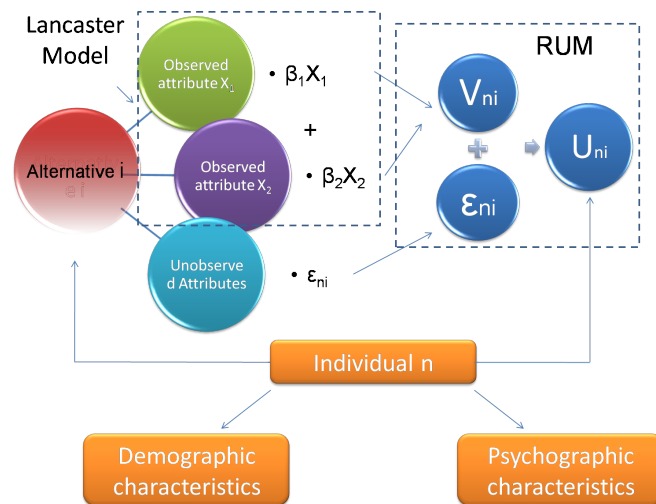 Lancaster
Model
RUM
Observed
attribute X1
• β1X1
+
Alternative i
Observed
attribute X2
• β2X2
Unobserve
d Attributes
• εni
Vni
+
εni
Uni
Individual n
Demographic
characteristics
Psychographic
characteristics